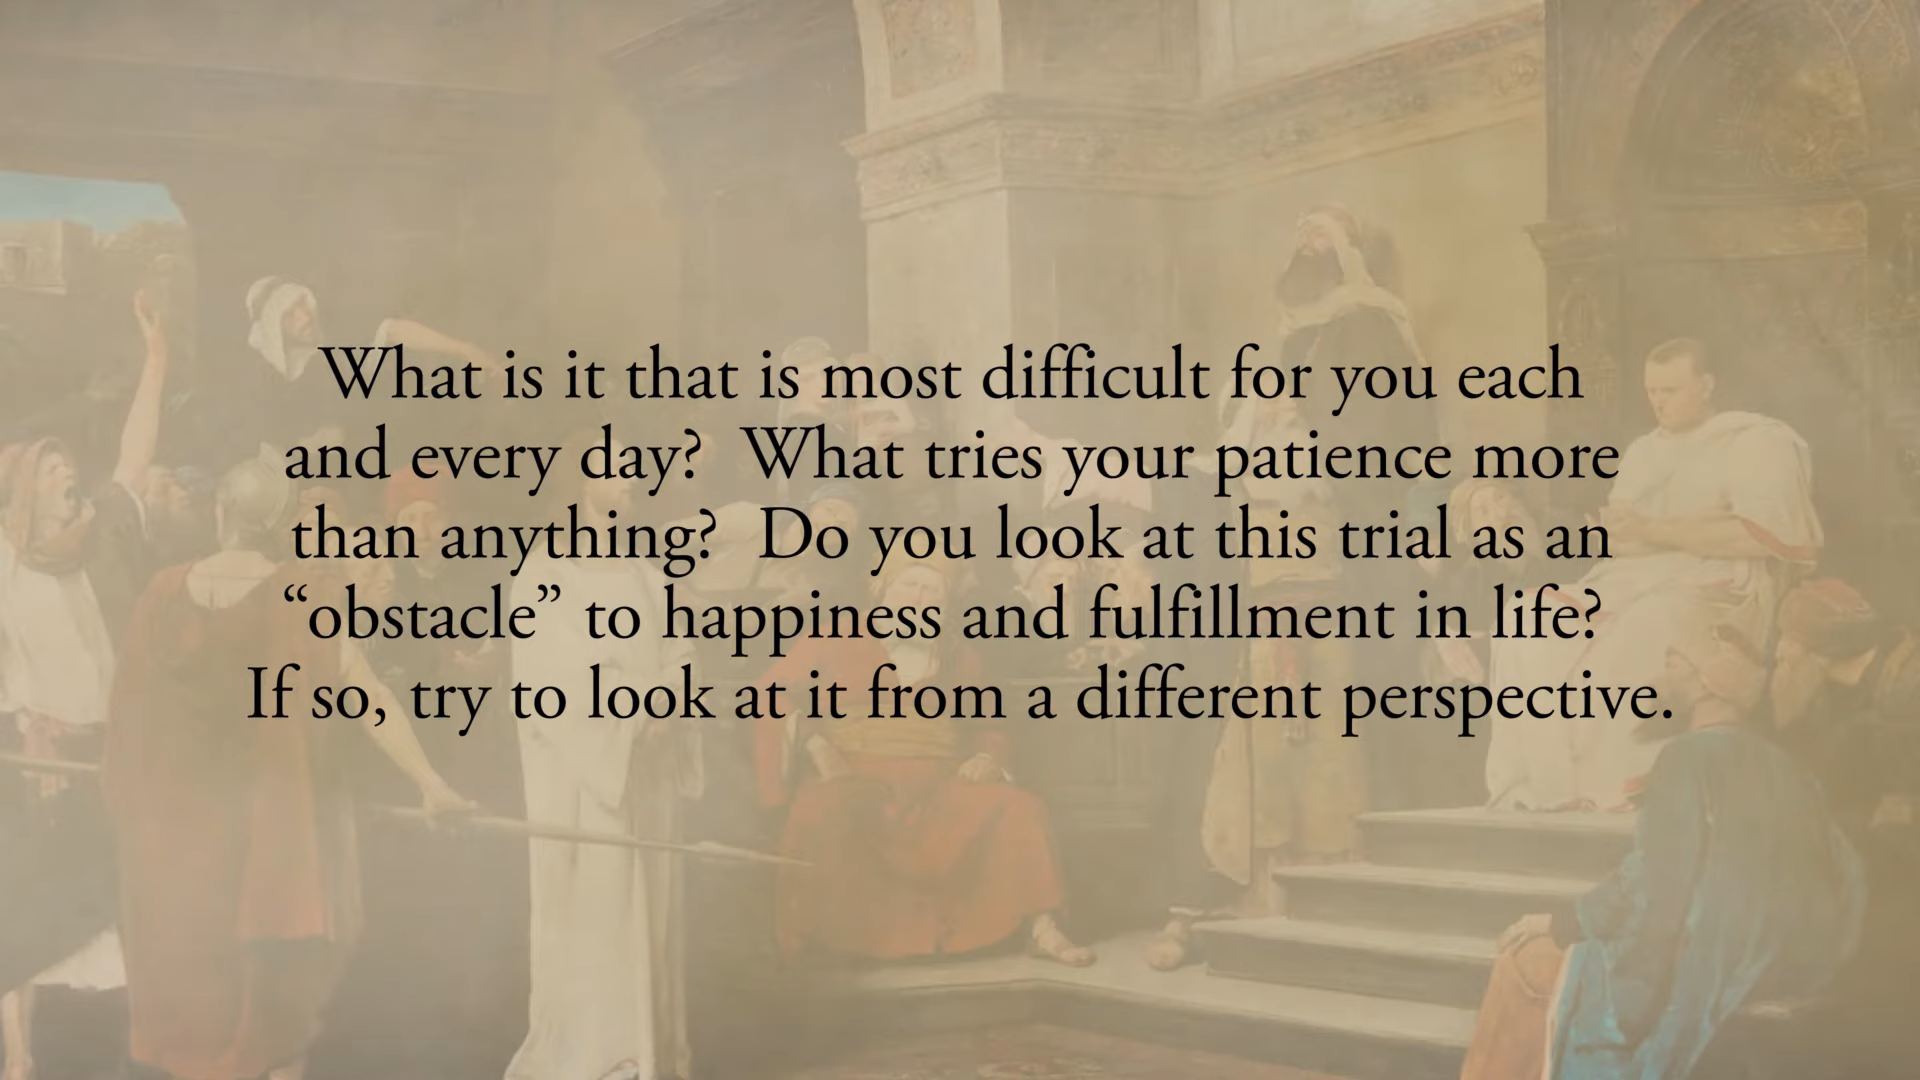 What is it that is most difficult for you each
and every day?  What tries your patience more
than anything?  Do you look at this trial as an
“obstacle”  to happiness and fulfillment in life?
If so, try to look at it from a different perspective.